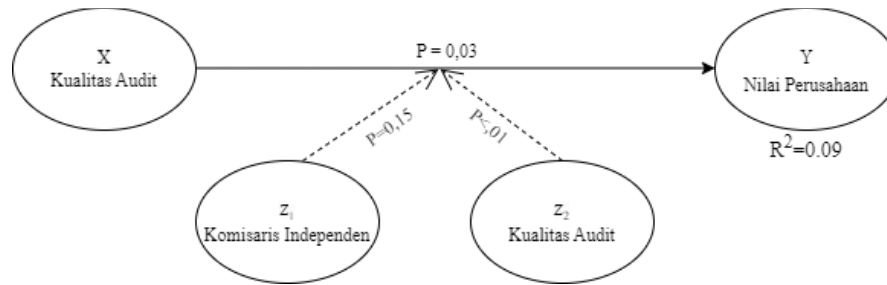 X
Kualitas Audit
P = 0,03
Y
Nilai Perusahaan
R²=0.09
P=0,15
P<,01
Z₁
Komisaris Independen
Z₂
Kualitas Audit